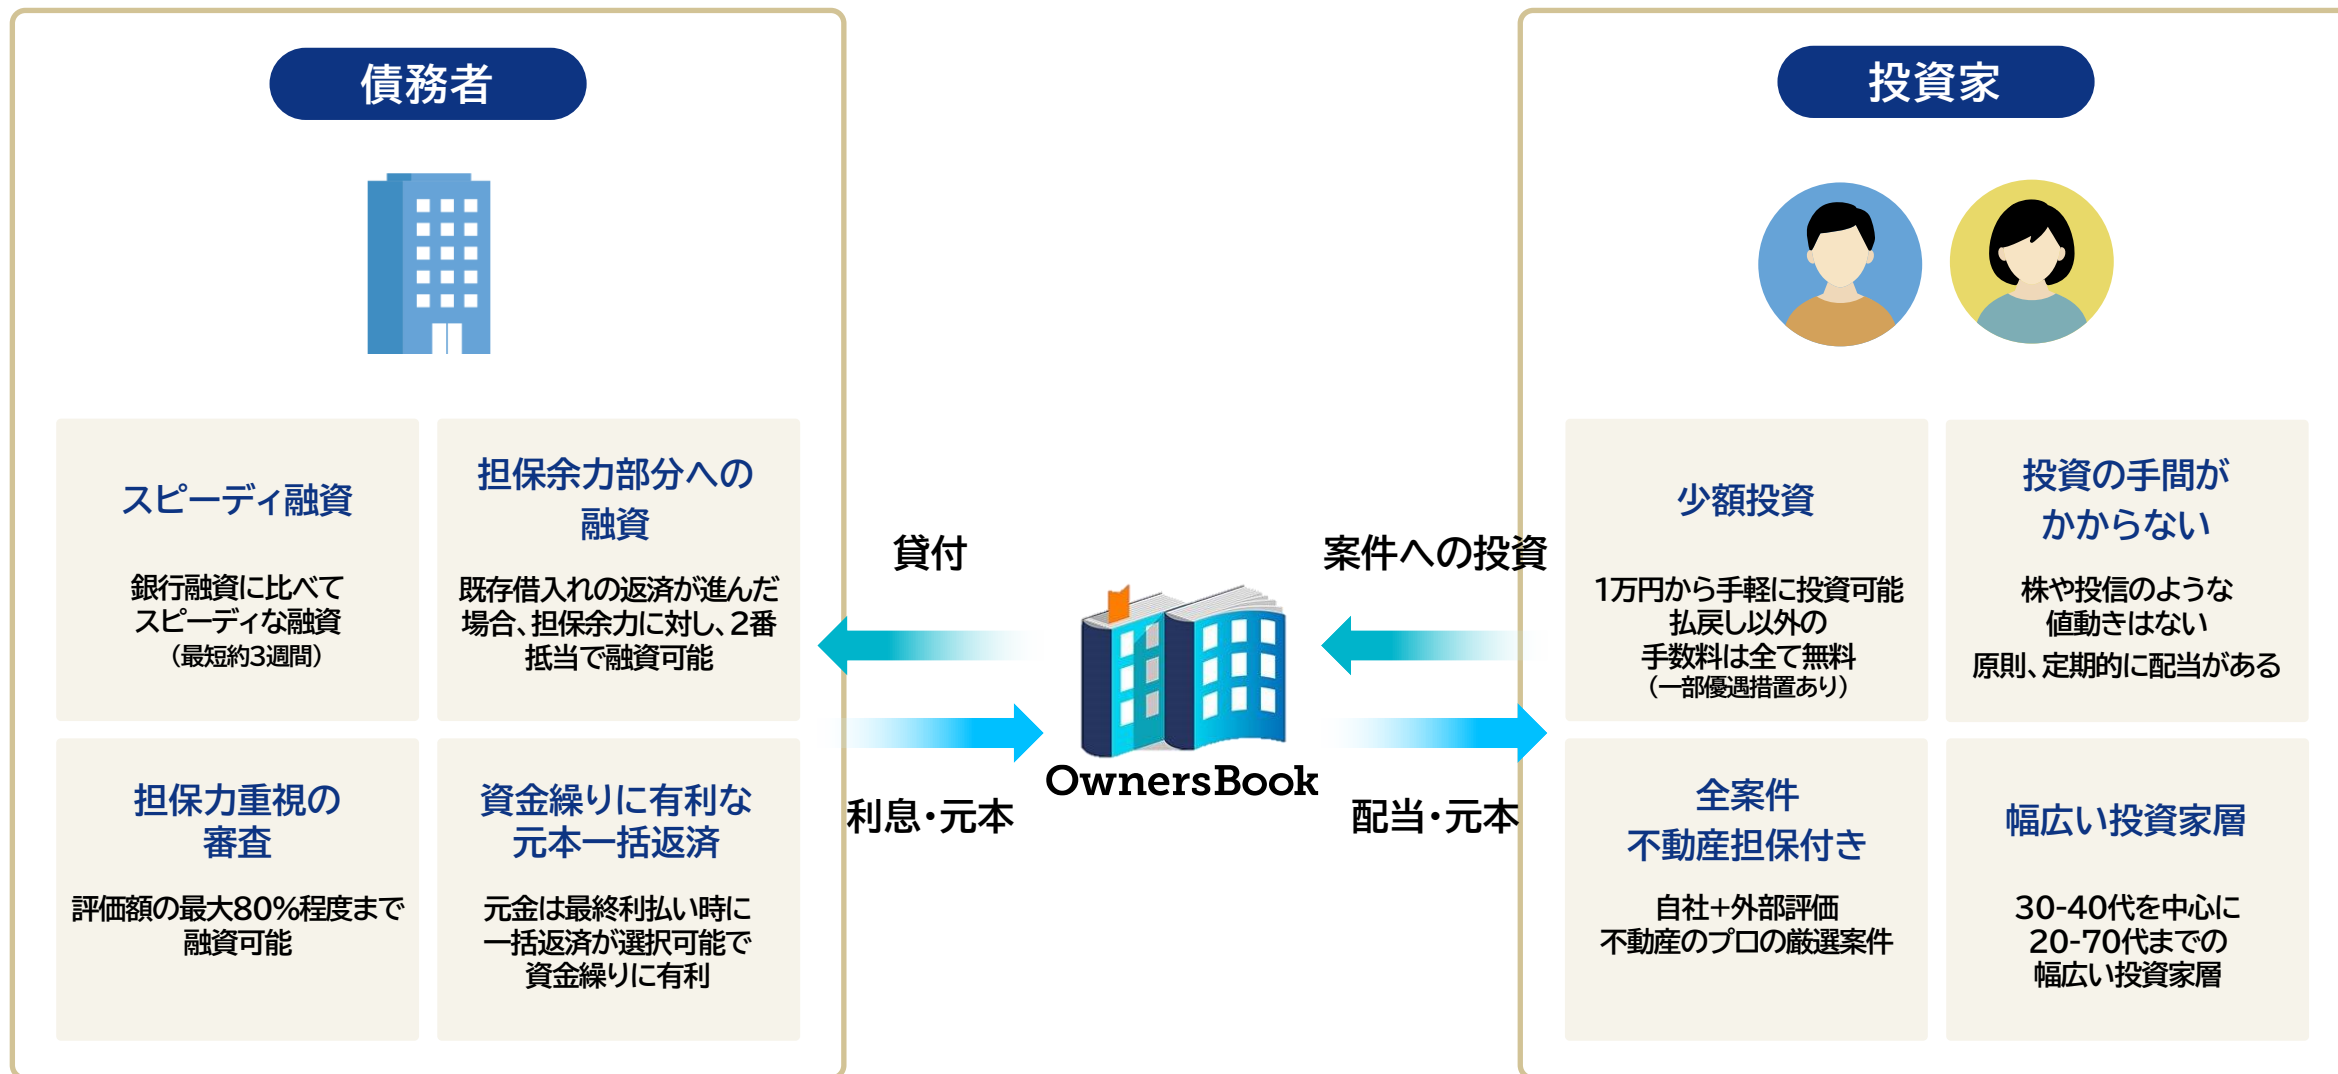 債務者
スピーディ融資
銀行融資に比べて
スピーディな融資
（最短約3週間）
担保余力部分への
融資
既存借入れの返済が進んだ
場合、担保余力に対し、2番
抵当で融資可能
担保力重視の
審査
評価額の最大80%程度まで
融資可能
資金繰りに有利な
元本一括返済
元金は最終利払い時に
一括返済が選択可能で
資金繰りに有利
貸付
利息・元本
OwnersBook
案件への投資
配当・元本
投資家
少額投資
1万円から手軽に投資可能
払戻し以外の
手数料は全て無料
（一部優遇措置あり）
投資の手間が
かからない
株や投信のような
値動きはない
原則、定期的に配当がある
全案件
不動産担保付き
自社+外部評価
不動産のプロの厳選案件
幅広い投資家層
30-40代を中心に
20-70代までの
幅広い投資家層